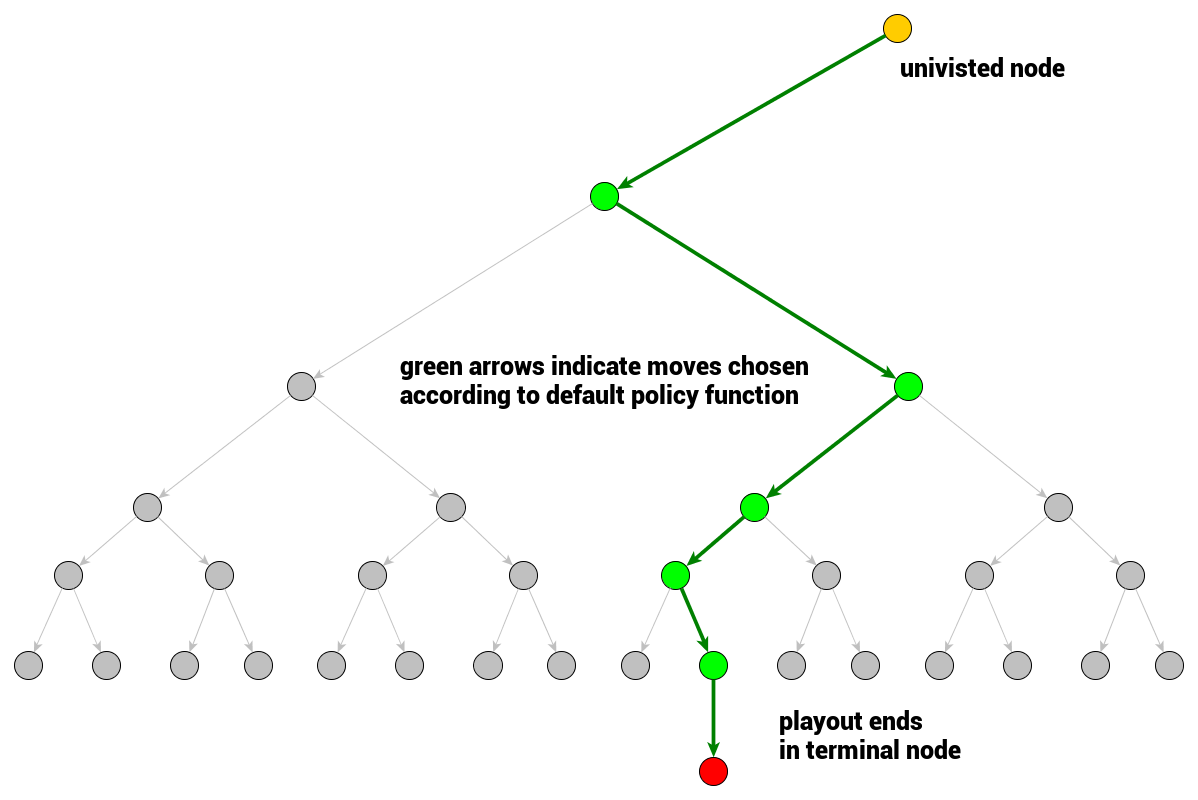 univisted node
green arrows indicate moves chosen
according to default policy function
playout ends
in terminal node